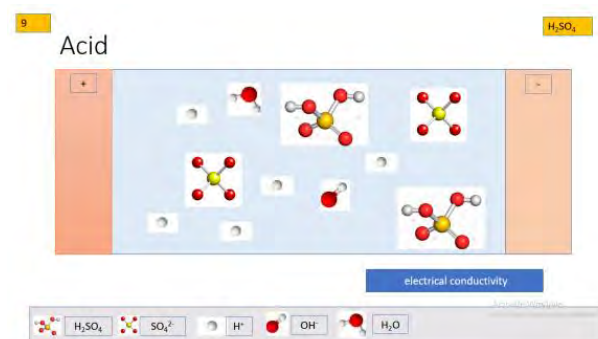 9
H₂SO₄
Acid
+
-
electrical conductivity
H₂SO₄
SO₄²⁻
H⁺
OH⁻
H₂O